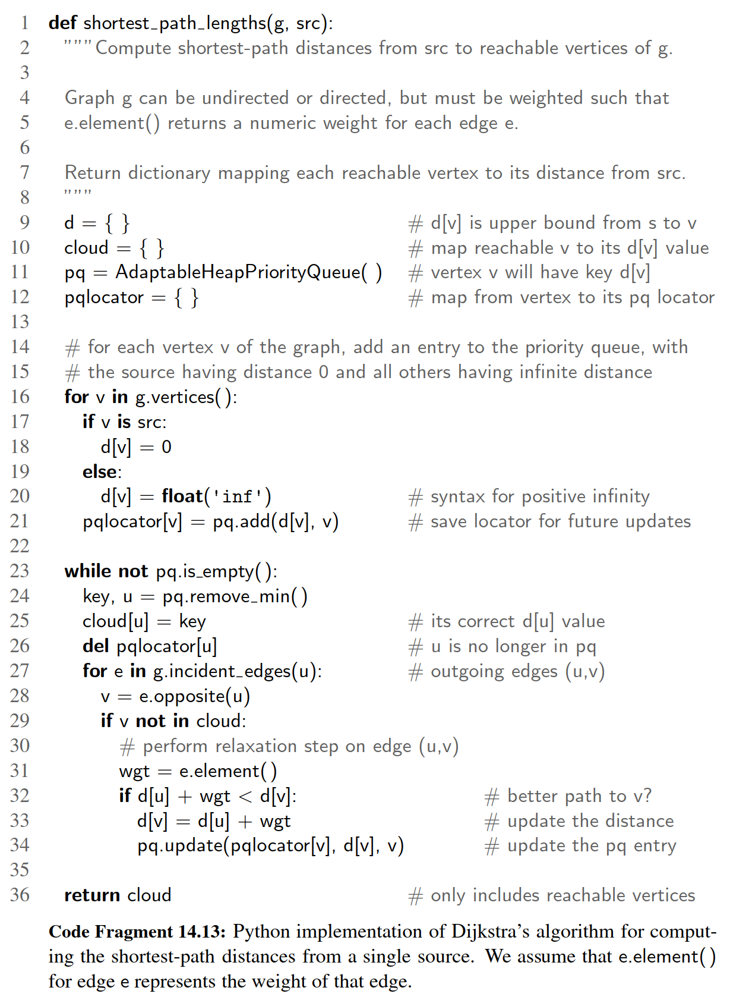 1 def shortest_path_lengths(g, src):
2 """Compute shortest-path distances from src to reachable vertices of g.
3
4 Graph g can be undirected or directed, but must be weighted such that
5 e.element() returns a numeric weight for each edge e.
6
7 Return dictionary mapping each reachable vertex to its distance from src.
8 """
9 d = { } # d[v] is upper bound from s to v
10 cloud = { } # map reachable v to its d[v] value
11 pq = AdaptableHeapPriorityQueue( ) # vertex v will have key d[v]
12 pqlocator = { } # map from vertex to its pq locator
13
14 # for each vertex v of the graph, add an entry to the priority queue, with
15 # the source having distance 0 and all others having infinite distance
16 for v in g.vertices():
17 if v is src:
18 d[v] = 0
19 else:
20 d[v] = float('inf') # syntax for positive infinity
21 pqlocator[v] = pq.add(d[v], v) # save locator for future updates
22
23 while not pq.is_empty():
24 key, u = pq.remove_min()
25 cloud[u] = key # its correct d[u] value
26 del pqlocator[u] # u is no longer in pq
27 for e in g.incident_edges(u): # outgoing edges (u,v)
28 v = e.opposite(u)
29 if v not in cloud:
30 # perform relaxation step on edge (u,v)
31 wgt = e.element()
32 if d[u] + wgt < d[v]: # better path to v?
33 d[v] = d[u] + wgt # update the distance
34 pq.update(pqlocator[v], d[v], v) # update the pq entry
35
36 return cloud # only includes reachable vertices
Code Fragment 14.13: Python implementation of Dijkstra's algorithm for comput-
ing the shortest-path distances from a single source. We assume that e.element()
for edge e represents the weight of that edge.